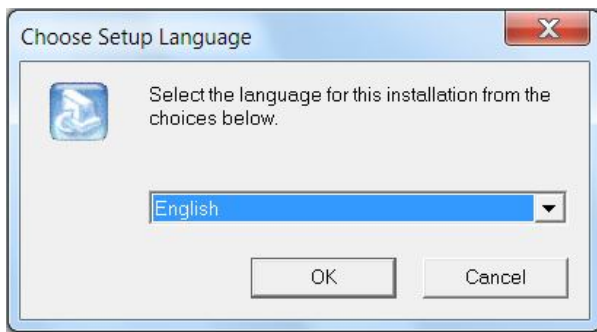 Choose Setup Language
Select the language for this installation from the
choices below.
English
OK
Cancel